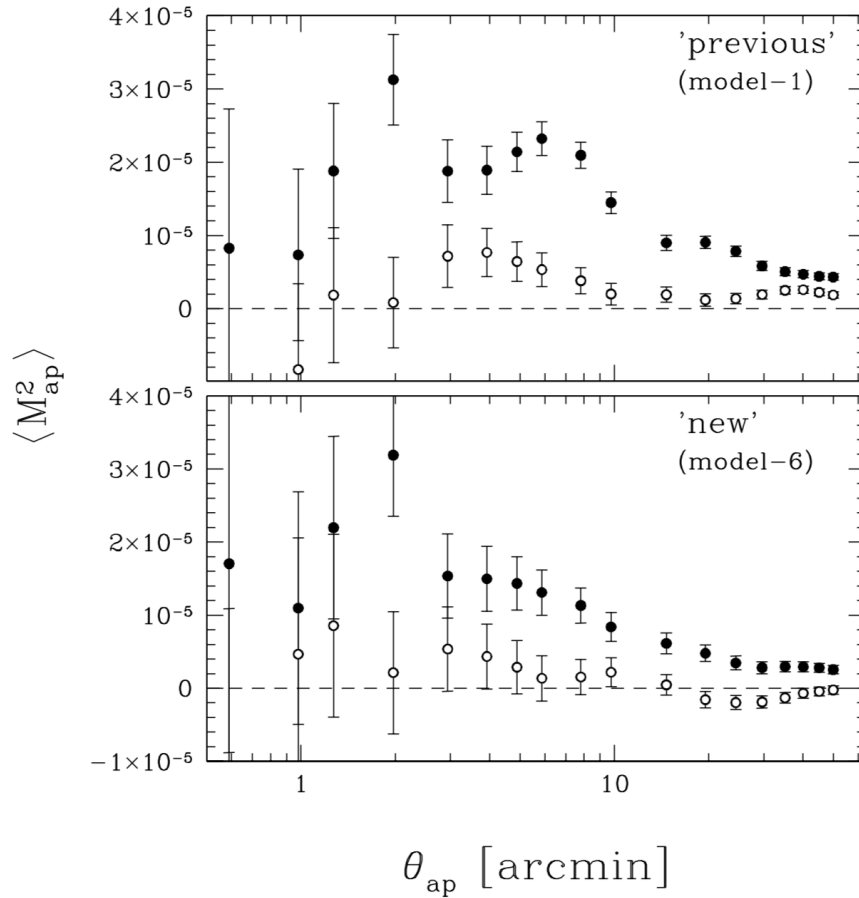 4×10⁻⁵
'previous'
(model−1)
3×10⁻⁵
2×10⁻⁵
10⁻⁵
0
⟨M²ap⟩
4×10⁻⁵
'new'
(model−6)
3×10⁻⁵
2×10⁻⁵
10⁻⁵
0
−1×10⁻⁵
1 10
θap [arcmin]